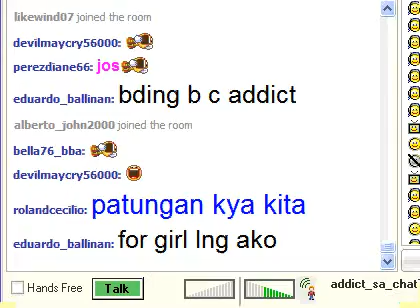 likewind07 joined the room
devilmaycry56000:
perezdiane66: jos
eduardo_ballinan: bding b c addict
alberto_john2000 joined the room
bella76_bba:
devilmaycry56000:
rolandcecilio: patungan kya kita
eduardo_ballinan: for girl lng ako
Hands Free Talk addict_sa_chat